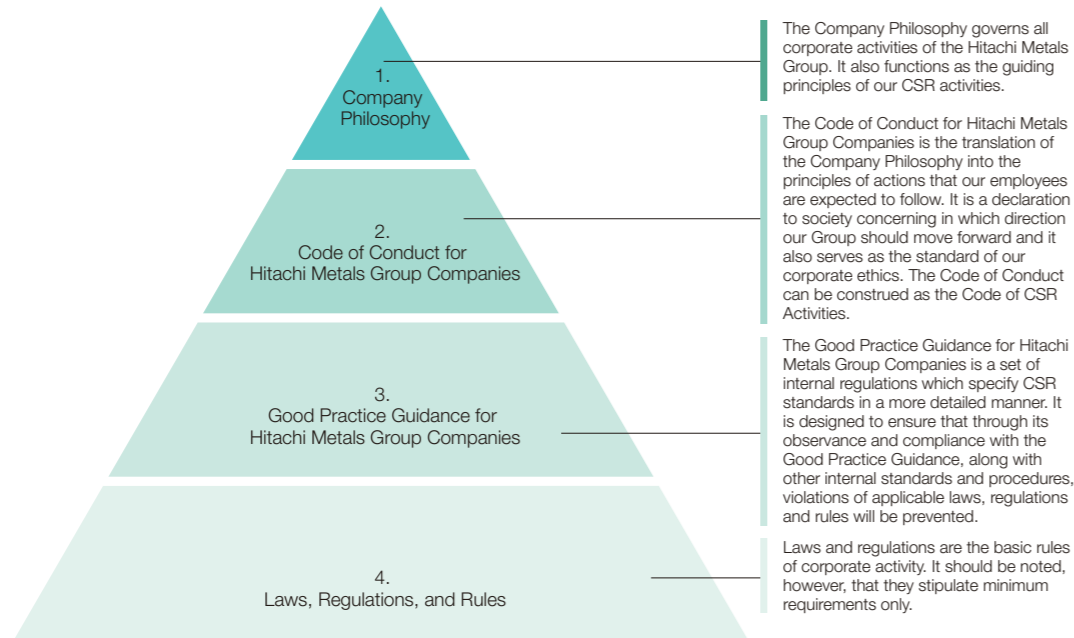 1.
Company
Philosophy
The Company Philosophy governs all
corporate activities of the Hitachi Metals
Group. It also functions as the guiding
principles of our CSR activities.
2.
Code of Conduct for
Hitachi Metals Group Companies
The Code of Conduct for Hitachi Metals
Group Companies is the translation of
the Company Philosophy into the
principles of actions that our employees
are expected to follow. It is a declaration
to society concerning in which direction
our Group should move forward and it
also serves as the standard of our
corporate ethics. The Code of Conduct
can be construed as the Code of CSR
Activities.
3.
Good Practice Guidance for
Hitachi Metals Group Companies
The Good Practice Guidance for Hitachi
Metals Group Companies is a set of
internal regulations which specify CSR
standards in a more detailed manner. It
is designed to ensure that through its
observance and compliance with the
Good Practice Guidance, along with
other internal standards and procedures,
violations of applicable laws, regulations
and rules will be prevented.
4.
Laws, Regulations, and Rules
Laws and regulations are the basic rules
of corporate activity. It should be noted,
however, that they stipulate minimum
requirements only.